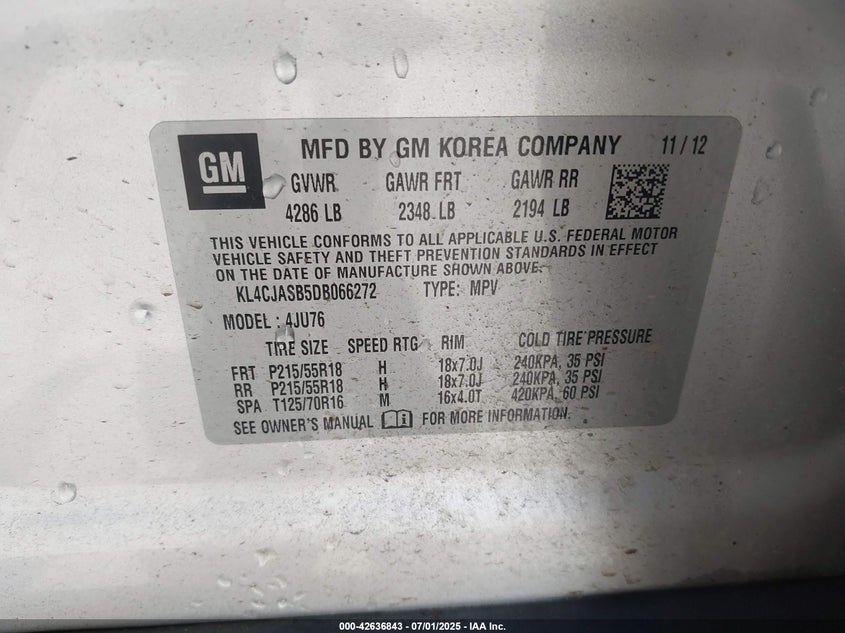 GM
MFD BY GM KOREA COMPANY 11 / 12
GVWR GAWR FRT GAWR RR
4286 LB 2348 LB 2194 LB
THIS VEHICLE CONFORMS TO ALL APPLICABLE U.S. FEDERAL MOTOR
VEHICLE SAFETY AND THEFT PREVENTION STANDARDS IN EFFECT
ON THE DATE OF MANUFACTURE SHOWN ABOVE.
KL4CJASB5DB066272 TYPE: MPV
MODEL : 4JU76
TIRE SIZE SPEED RTG RIM COLD TIRE PRESSURE
FRT P215/55R18 H 18x7.0J 240KPA, 35 PSI
RR P215/55R18 H 18x7.0J 240KPA, 35 PSI
SPA T125/70R16 M 16x4.0T 420KPA, 60 PSI
SEE OWNER'S MANUAL FOR MORE INFORMATION.
000-42636843 / 07/01/2025 - IAA Inc.